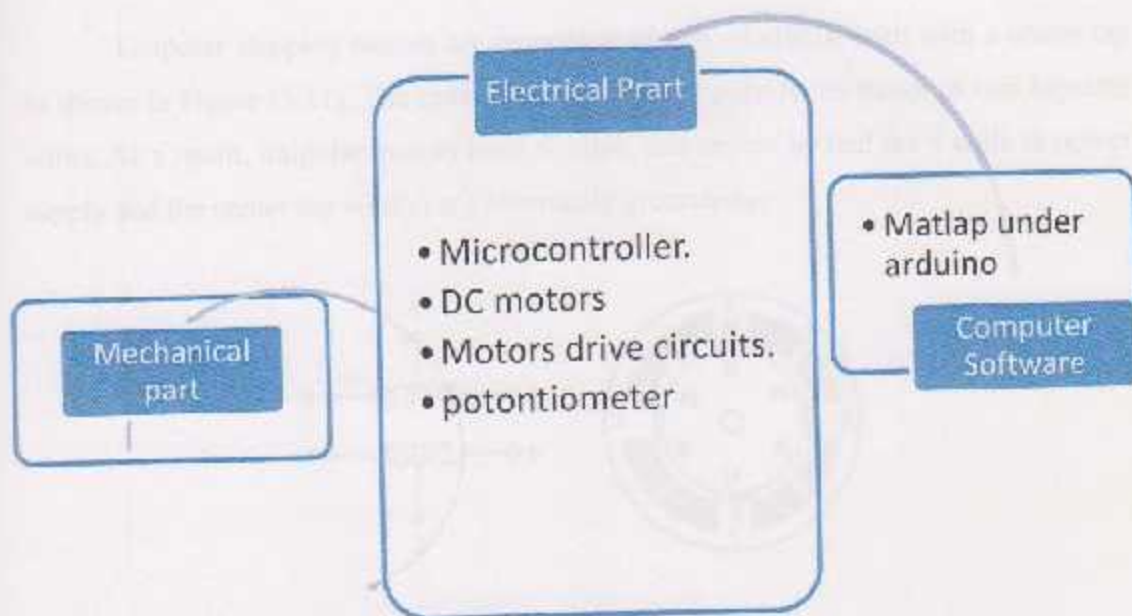 Electrical Prart
• Microcontroller.
• DC motors
• Motors drive circuits.
• potontiometer
Mechanical
part
• Matlap under
arduino
Computer
Software